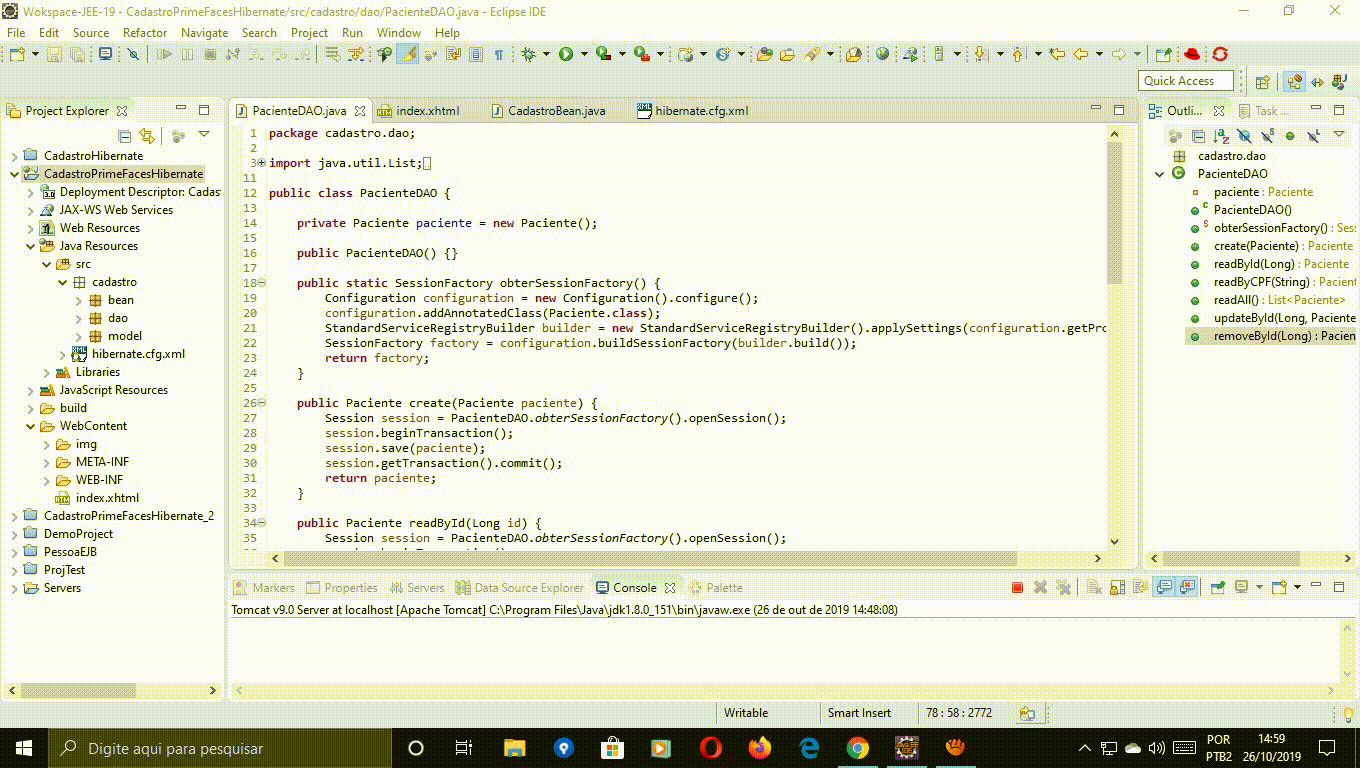 Wokspace-JEE-19 - CadastroPrimeFacesHibernate/src/cadastro/dao/PacienteDAO.java - Eclipse IDE
File Edit Source Refactor Navigate Search Project Run Window Help
Quick Access
Project Explorer
CadastroHibernate
CadastroPrimeFacesHibernate
Deployment Descriptor: Cadas
JAX-WS Web Services
Web Resources
Java Resources
src
cadastro
bean
dao
model
hibernate.cfg.xml
Libraries
JavaScript Resources
build
WebContent
img
META-INF
WEB-INF
index.xhtml
CadastroPrimeFacesHibernate_2
DemoProject
PessoaEJB
ProjTest
Servers
PacienteDAO.java index.xhtml CadastroBean.java hibernate.cfg.xml
1 package cadastro.dao;
2
3 import java.util.List;
11
12 public class PacienteDAO {
13
14 private Paciente paciente = new Paciente();
15
16 public PacienteDAO() {}
17
18 public static SessionFactory obterSessionFactory() {
19 Configuration configuration = new Configuration().configure();
20 configuration.addAnnotatedClass(Paciente.class);
21 StandardServiceRegistryBuilder builder = new StandardServiceRegistryBuilder().applySettings(configuration.getPro
22 SessionFactory factory = configuration.buildSessionFactory(builder.build());
23 return factory;
24 }
25
26 public Paciente create(Paciente paciente) {
27 Session session = PacienteDAO.obterSessionFactory().openSession();
28 session.beginTransaction();
29 session.save(paciente);
30 session.getTransaction().commit();
31 return paciente;
32 }
33
34 public Paciente readById(Long id) {
35 Session session = PacienteDAO.obterSessionFactory().openSession();
Outli... Task ...
cadastro.dao
PacienteDAO
paciente : Paciente
PacienteDAO()
obterSessionFactory() : Sess
create(Paciente) : Paciente
readById(Long) : Paciente
readByCPF(String) : Pacient
readAll() : List<Paciente>
updateById(Long, Paciente
removeById(Long) : Pacien
Markers Properties Servers Data Source Explorer Console Palette
Tomcat v9.0 Server at localhost [Apache Tomcat] C:\Program Files\Java\jdk1.8.0_151\bin\javaw.exe (26 de out de 2019 14:48:08)
Writable Smart Insert 78 : 58 : 2772
Digite aqui para pesquisar
POR 14:59
PTB2 26/10/2019